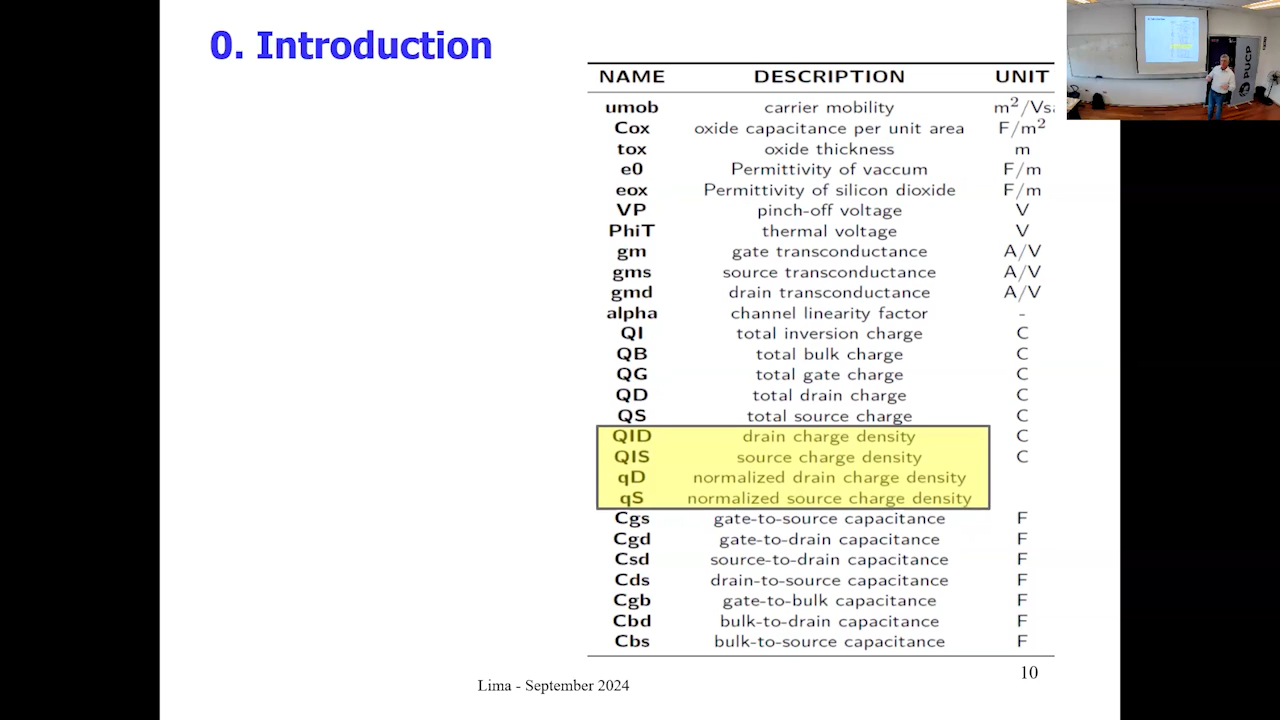 0. Introduction
NAME DESCRIPTION UNIT
umob carrier mobility m²/Vs
Cox oxide capacitance per unit area F/m²
tox oxide thickness m
e0 Permittivity of vaccum F/m
eox Permittivity of silicon dioxide F/m
VP pinch-off voltage V
PhiT thermal voltage V
gm gate transconductance A/V
gms source transconductance A/V
gmd drain transconductance A/V
alpha channel linearity factor -
QI total inversion charge C
QB total bulk charge C
QG total gate charge C
QD total drain charge C
QS total source charge C
QID drain charge density C
QIS source charge density C
qD normalized drain charge density
qS normalized source charge density
Cgs gate-to-source capacitance F
Cgd gate-to-drain capacitance F
Csd source-to-drain capacitance F
Cds drain-to-source capacitance F
Cgb gate-to-bulk capacitance F
Cbd bulk-to-drain capacitance F
Cbs bulk-to-source capacitance F
Lima - September 2024
10
PUCP